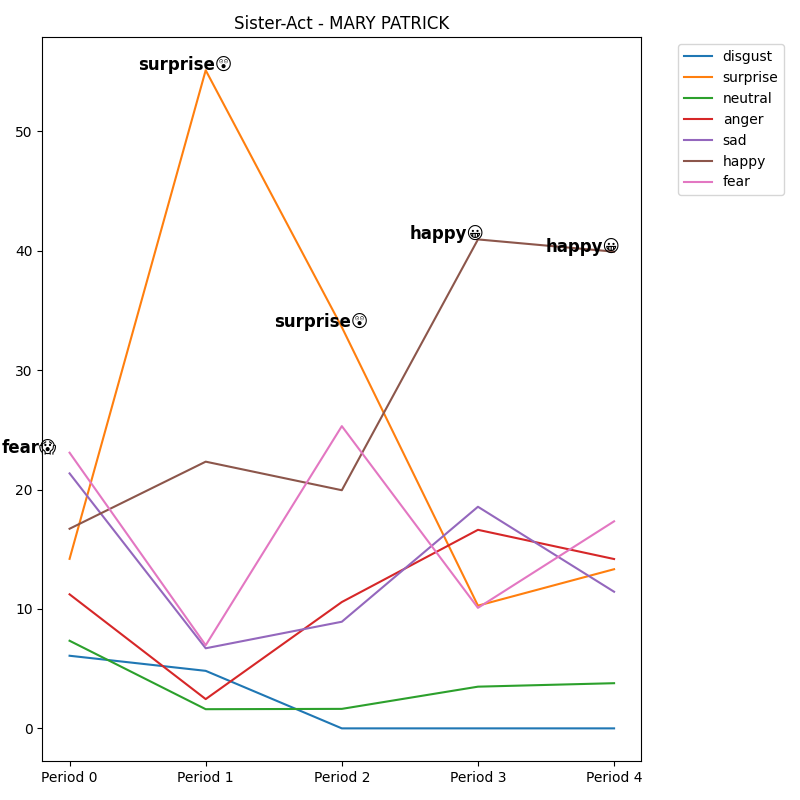 Sister-Act - MARY PATRICK
disgust
surprise
neutral
anger
sad
happy
fear
surprise😲
happy😀
happy😀
surprise😲
fear😱
50
40
30
20
10
0
Period 0 Period 1 Period 2 Period 3 Period 4